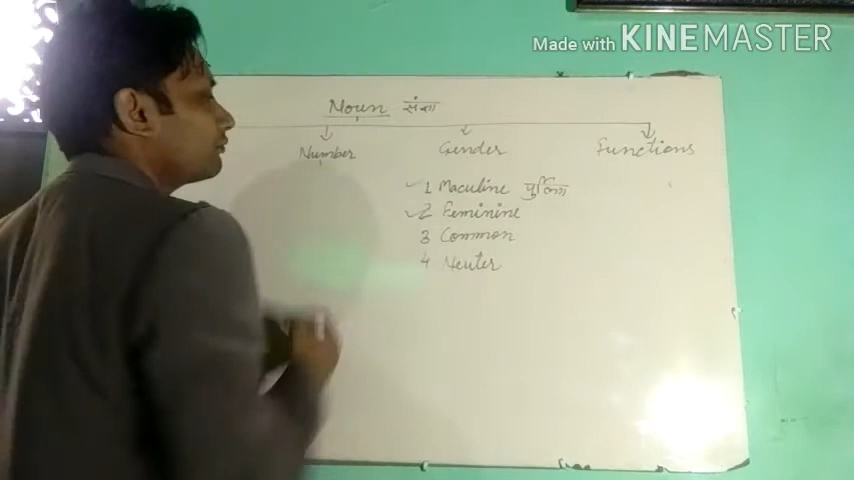 Made with KINEMASTER
Noun संज्ञा
Number Gender Functions
1 Maculine पुल्लिंग
2 Feminine
3 Common
4 Neuter